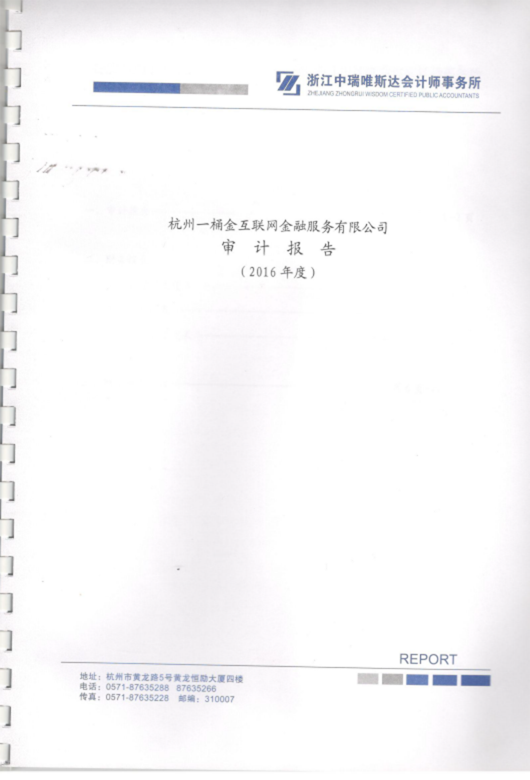 浙江中瑞唯斯达会计师事务所
ZHEJIANG ZHONGRUI WISDOM CERTIFIED PUBLIC ACCOUNTANTS
杭州一桶金互联网金融服务有限公司
审 计 报 告
(2016 年度)
REPORT
地址：杭州市黄龙路5号黄龙恒励大厦四楼
电话：0571-87635288 87635266
传真：0571-87635228 邮编：310007